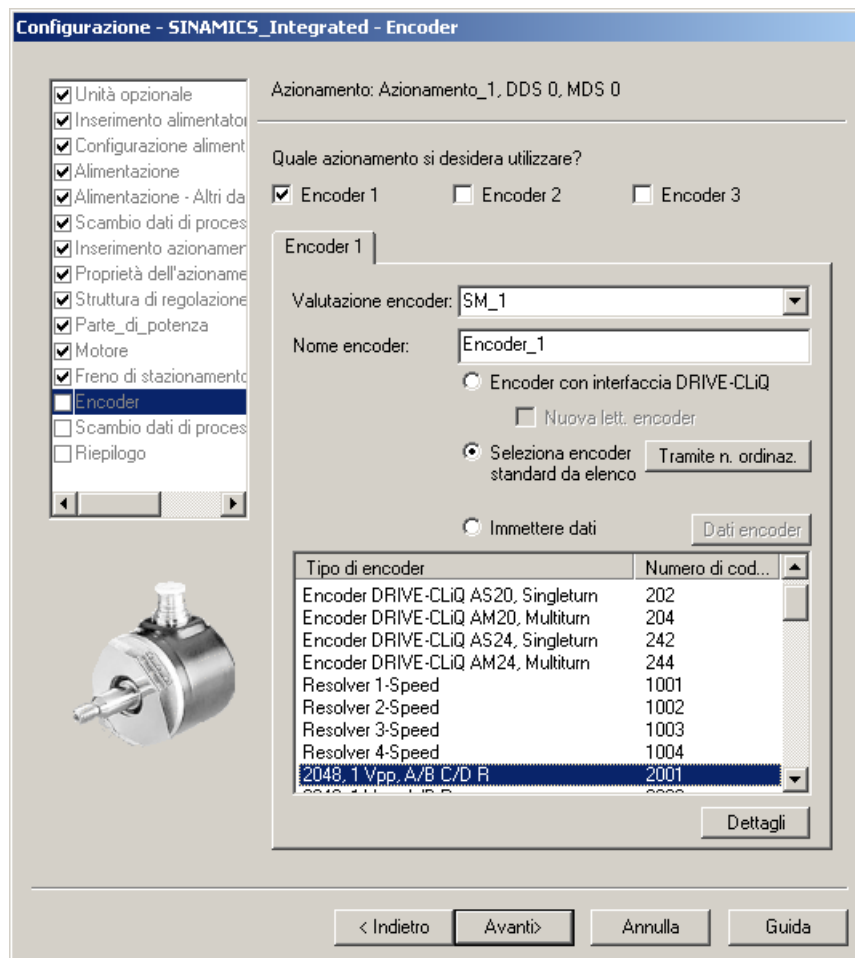 Configurazione - SINAMICS_Integrated - Encoder
Unità opzionale
Inserimento alimentator
Configurazione aliment
Alimentazione
Alimentazione - Altri da
Scambio dati di proces
Inserimento azionamer
Proprietà dell'azioname
Struttura di regolazione
Parte_di_potenza
Motore
Freno di stazionamento
Encoder
Scambio dati di proces
Riepilogo
Azionamento: Azionamento_1, DDS 0, MDS 0
Quale azionamento si desidera utilizzare?
Encoder 1 Encoder 2 Encoder 3
Encoder 1
Valutazione encoder: SM_1
Nome encoder: Encoder_1
Encoder con interfaccia DRIVE-CLiQ
Nuova lett. encoder
Seleziona encoder standard da elenco
Tramite n. ordinaz.
Immettere dati Dati encoder
Tipo di encoder Numero di cod...
Encoder DRIVE-CLiQ AS20, Singleturn 202
Encoder DRIVE-CLiQ AM20, Multiturn 204
Encoder DRIVE-CLiQ AS24, Singleturn 242
Encoder DRIVE-CLiQ AM24, Multiturn 244
Resolver 1-Speed 1001
Resolver 2-Speed 1002
Resolver 3-Speed 1003
Resolver 4-Speed 1004
2048, 1 Vpp, A/B C/D R 2001
Dettagli
< Indietro Avanti> Annulla Guida